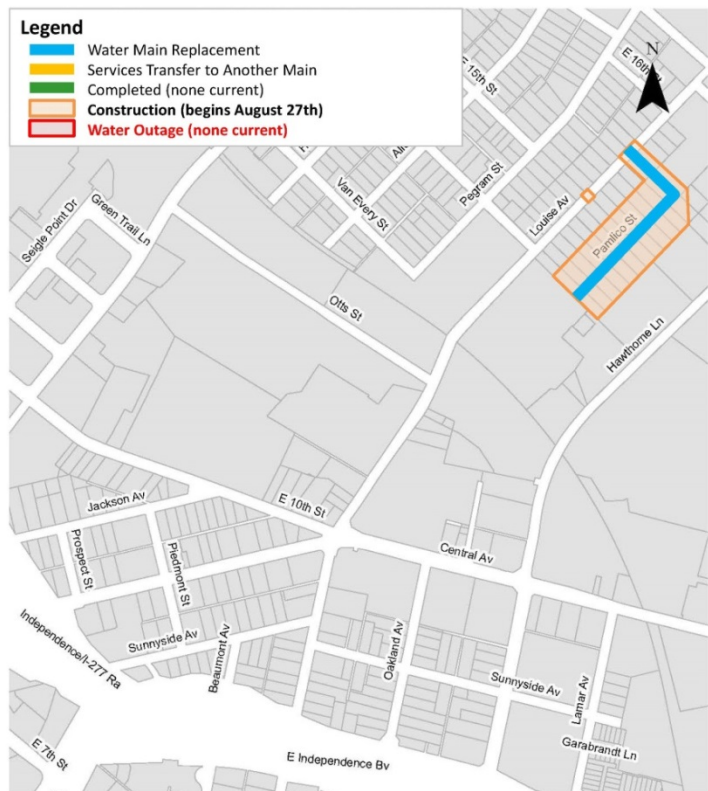 Legend
Water Main Replacement
Services Transfer to Another Main
Completed (none current)
Construction (begins August 27th)
Water Outage (none current)
N
E 16th St
E 15th St
Pegram St
Van Every St
Louise Av
Pamlico St
Seigle Point Dr
Green Trail Ln
Otts St
Hawthorne Ln
E 10th St
Jackson Av
Central Av
Prospect St
Piedmont St
Sunnyside Av
Beaumont Av
Oakland Av
Sunnyside Av
Lamar Av
Independence/I-277 Ra
Garabrandt Ln
E 7th St
E Independence Bv